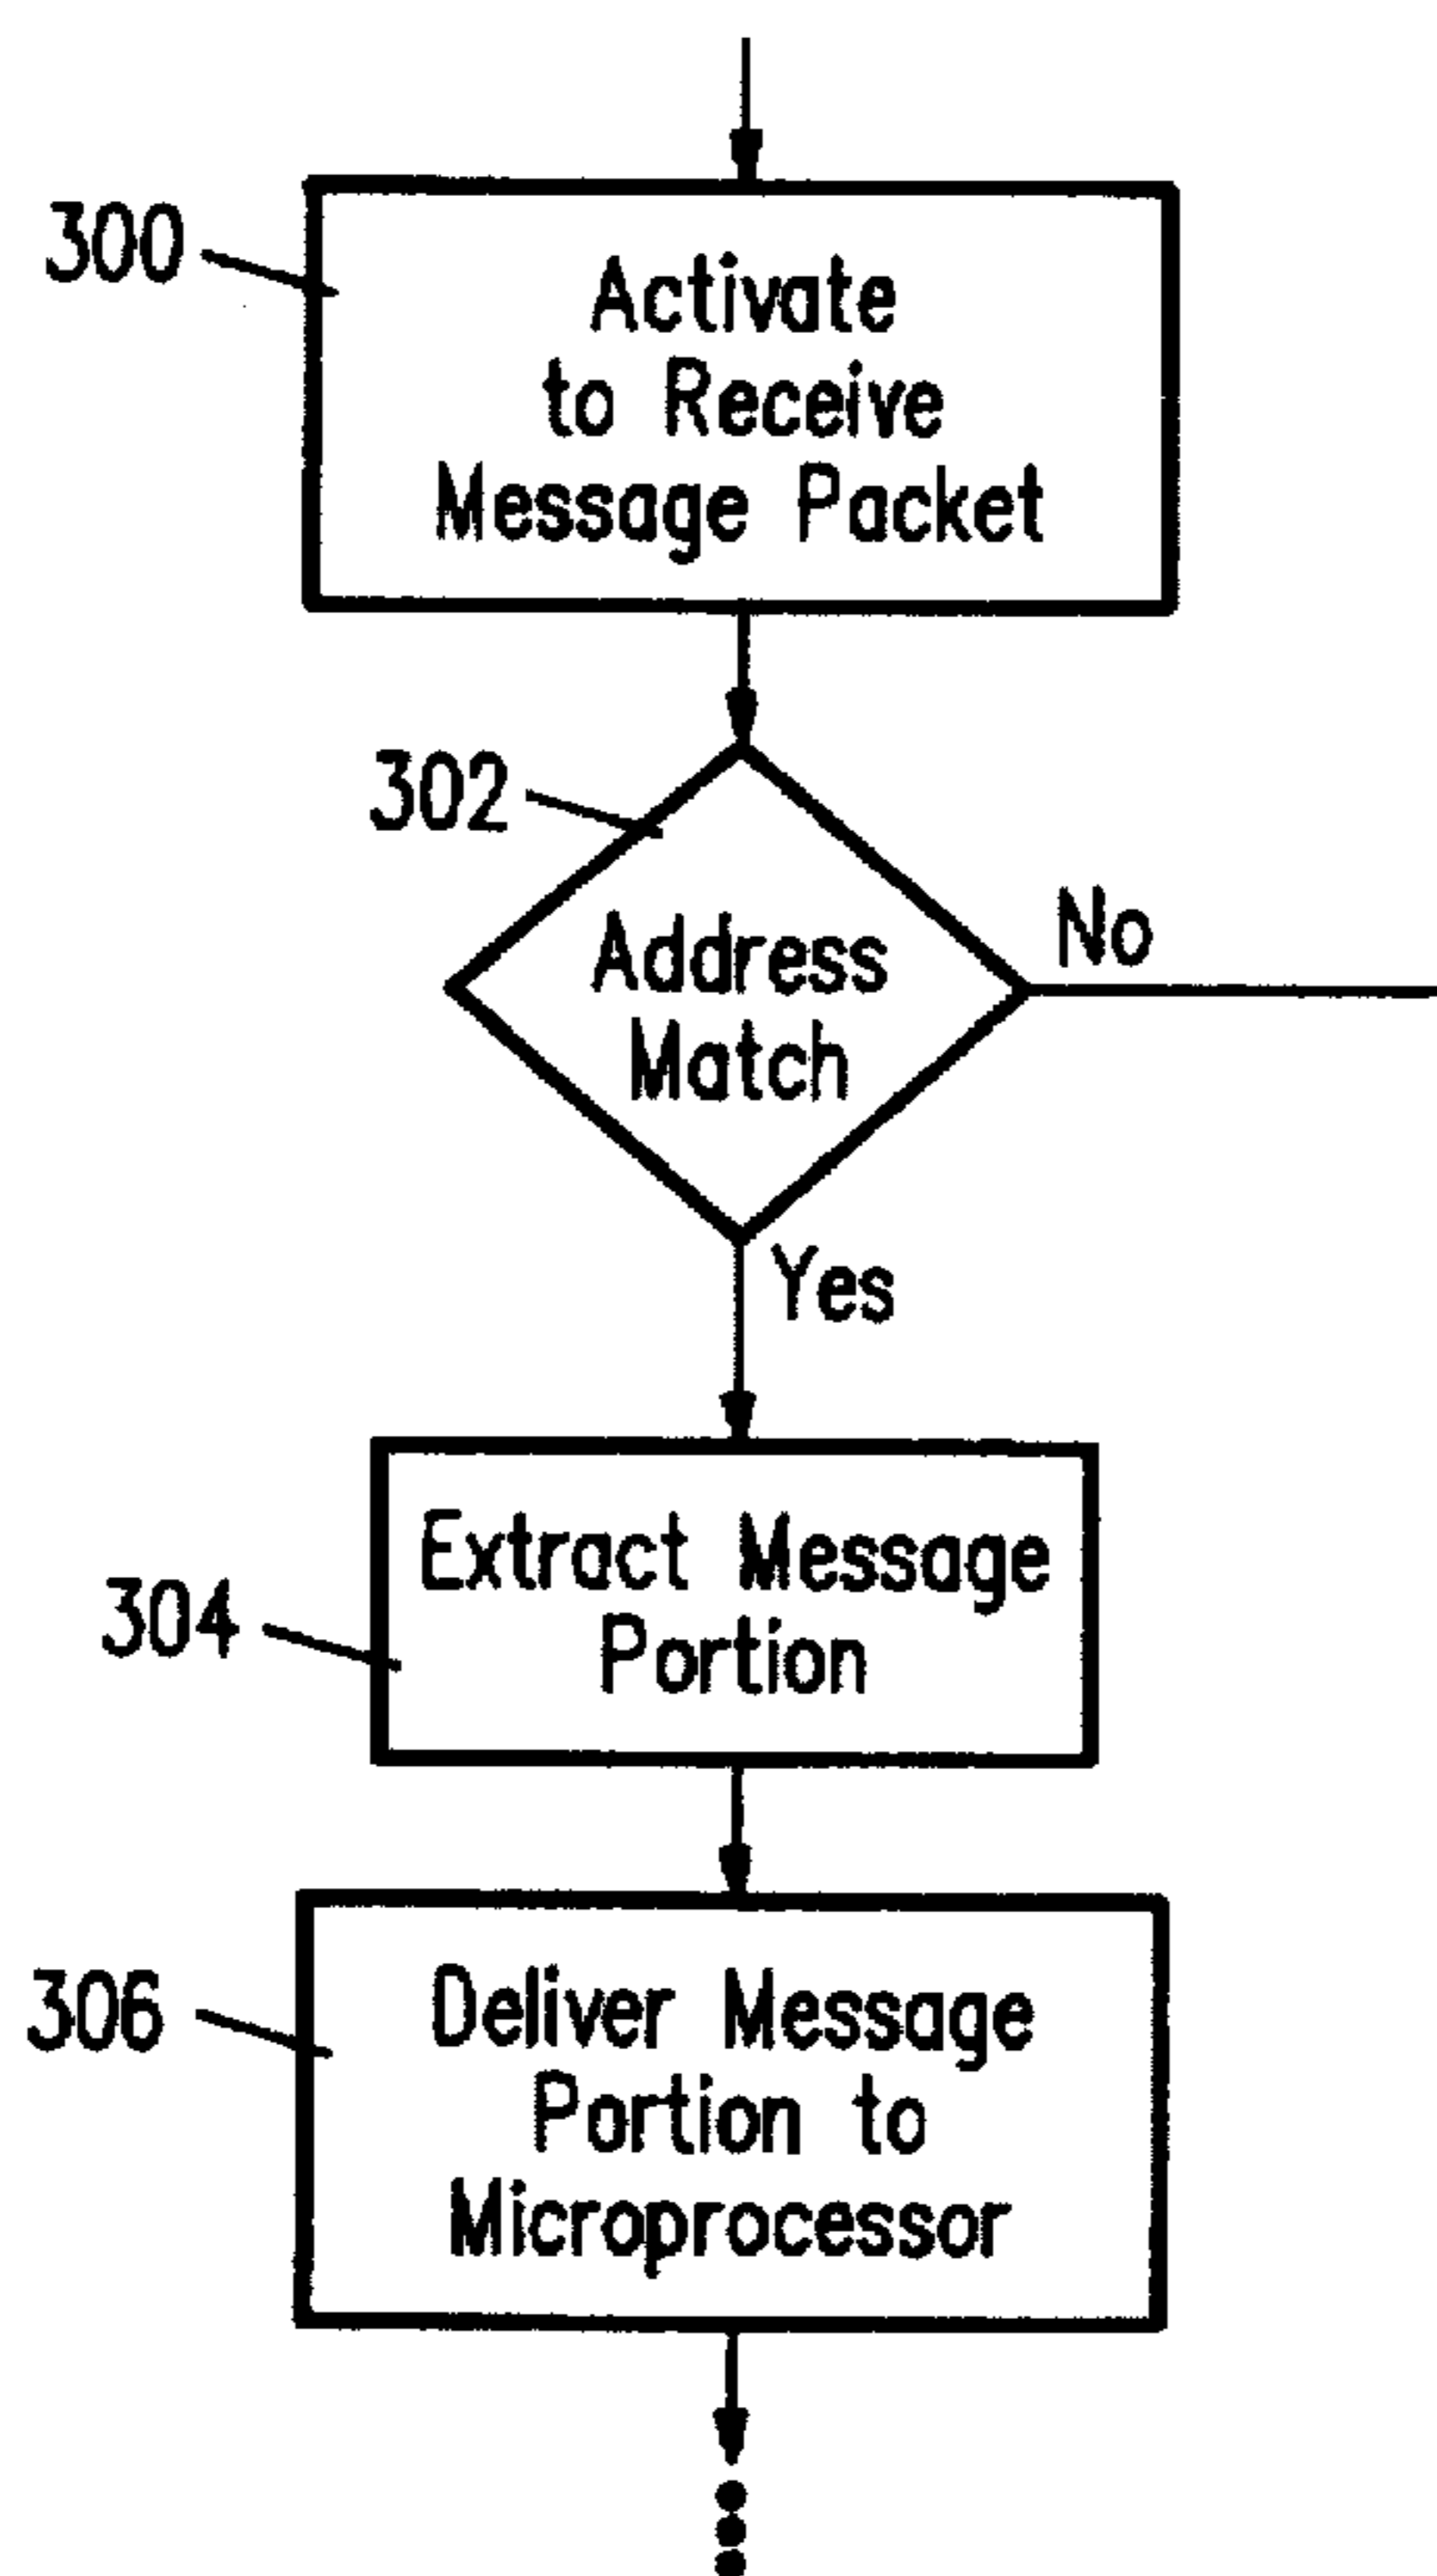 300
Activate
to Receive
Message Packet
302
Address
Match
No
Yes
Extract Message
Portion
304
Deliver Message
Portion to
Microprocessor
306